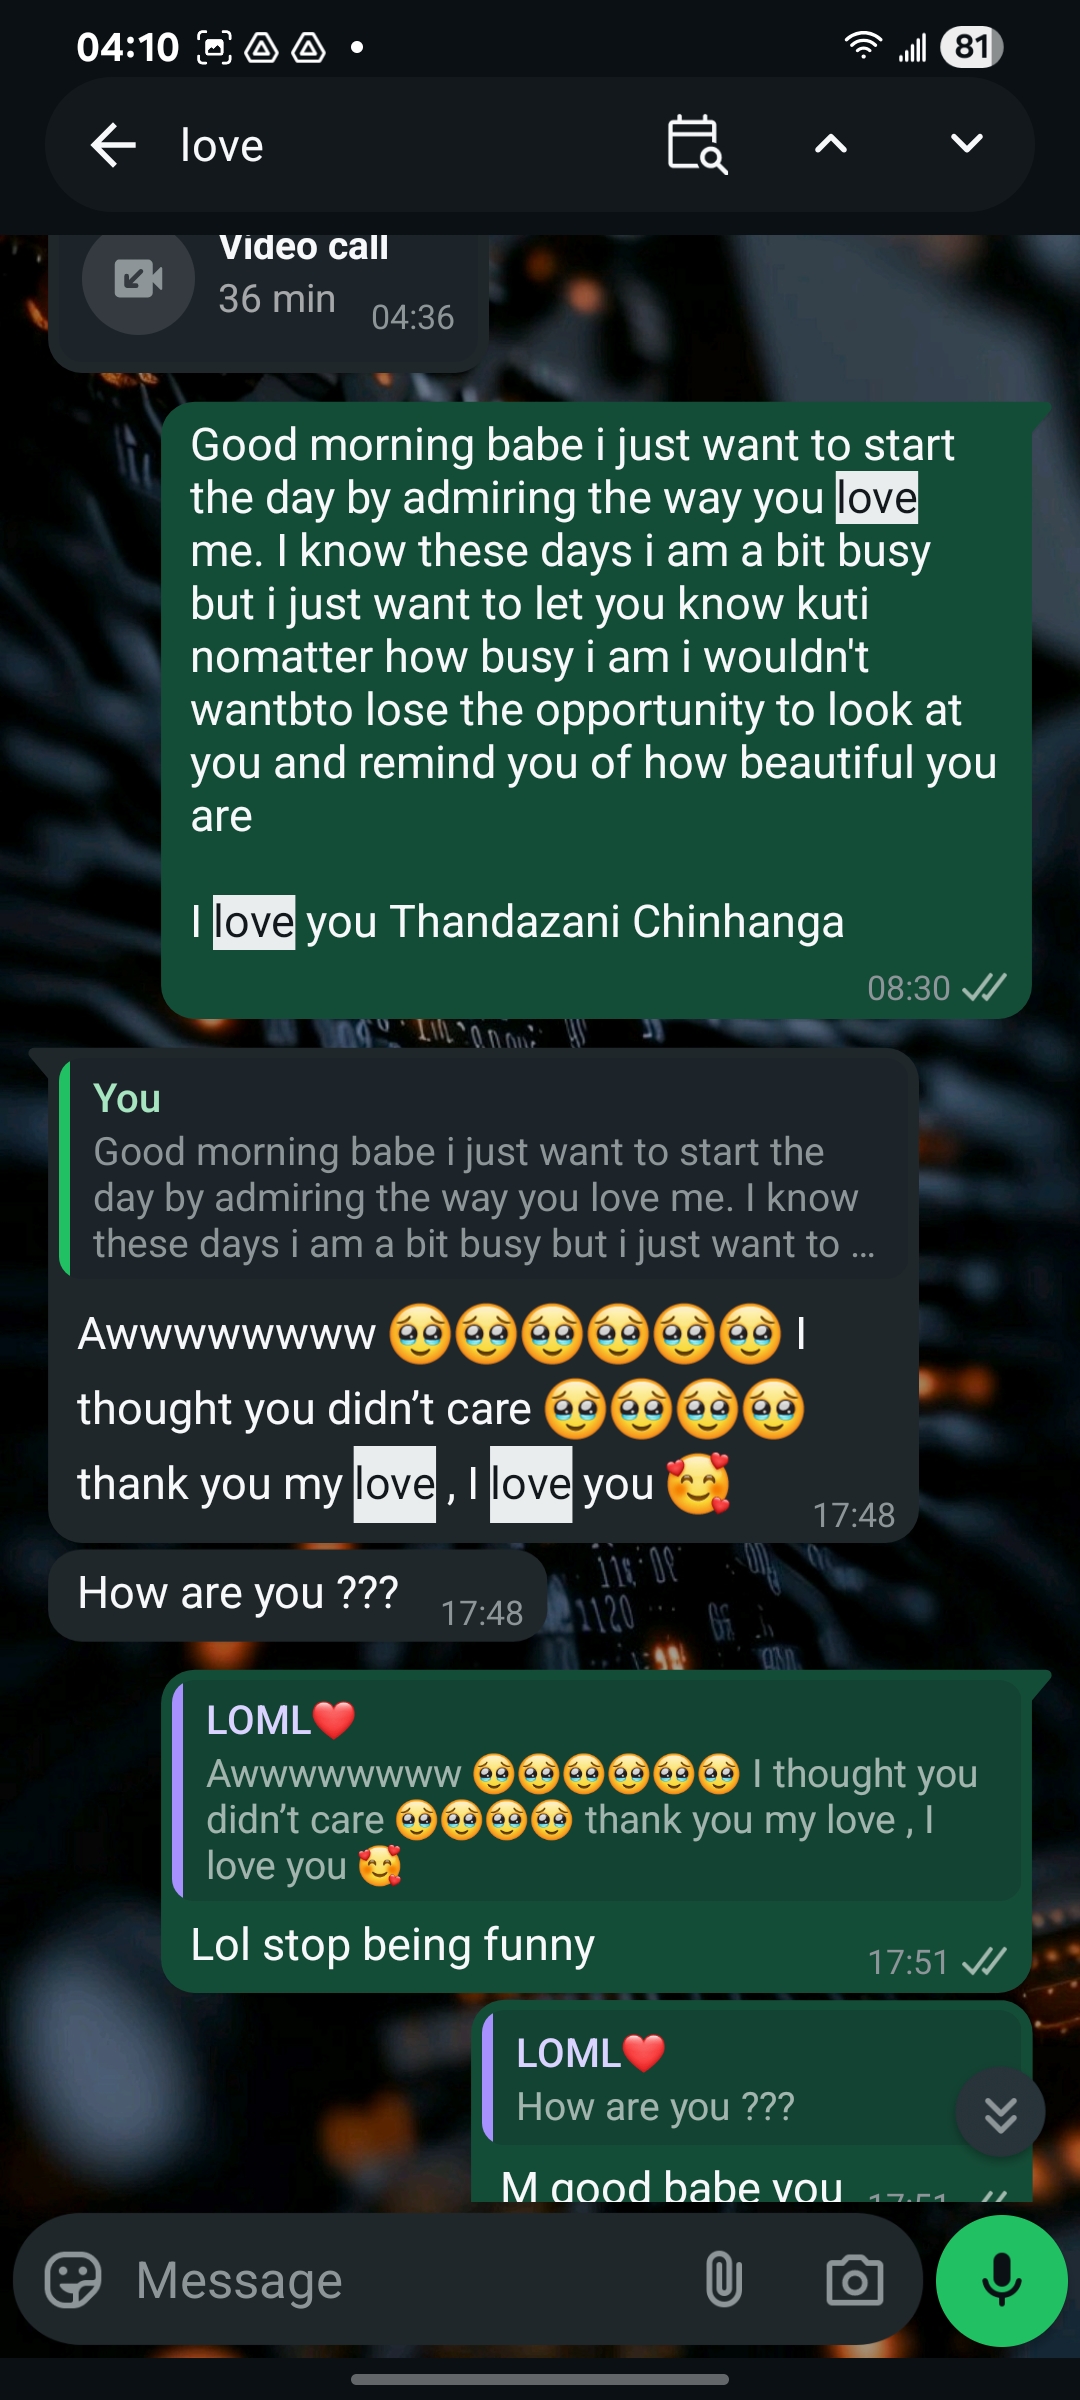 04:10
81
love
Video call
36 min 04:36
Good morning babe i just want to start
the day by admiring the way you love
me. I know these days i am a bit busy
but i just want to let you know kuti
nomatter how busy i am i wouldn't
wantbto lose the opportunity to look at
you and remind you of how beautiful you
are
I love you Thandazani Chinhanga
08:30
You
Good morning babe i just want to start the
day by admiring the way you love me. I know
these days i am a bit busy but i just want to ...
Awwwwwwww 🥹🥹🥹🥹🥹🥹 I
thought you didn’t care 🥹🥹🥹🥹
thank you my love , I love you 🥰
17:48
How are you ??? 17:48
LOML❤️
Awwwwwwww 🥹🥹🥹🥹🥹🥹 I thought you
didn’t care 🥹🥹🥹🥹 thank you my love , I
love you 🥰
Lol stop being funny
17:51
LOML❤️
How are you ???
M good babe you 17:51
Message